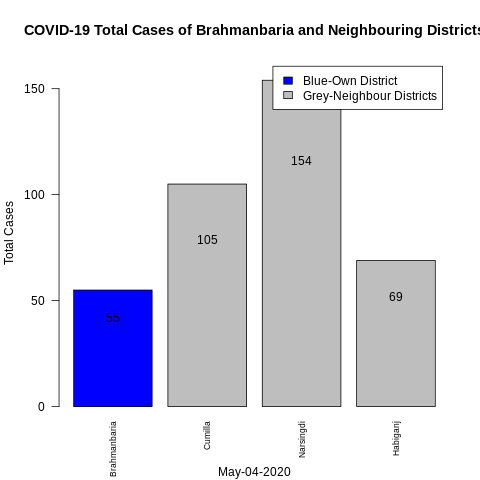 COVID-19 Total Cases of Brahmanbaria and Neighbouring Districts
Blue-Own District
Grey-Neighbour Districts
Total Cases
150
100
50
0
55
105
154
69
Brahmanbaria
Cumilla
Narsingdi
Habiganj
May-04-2020